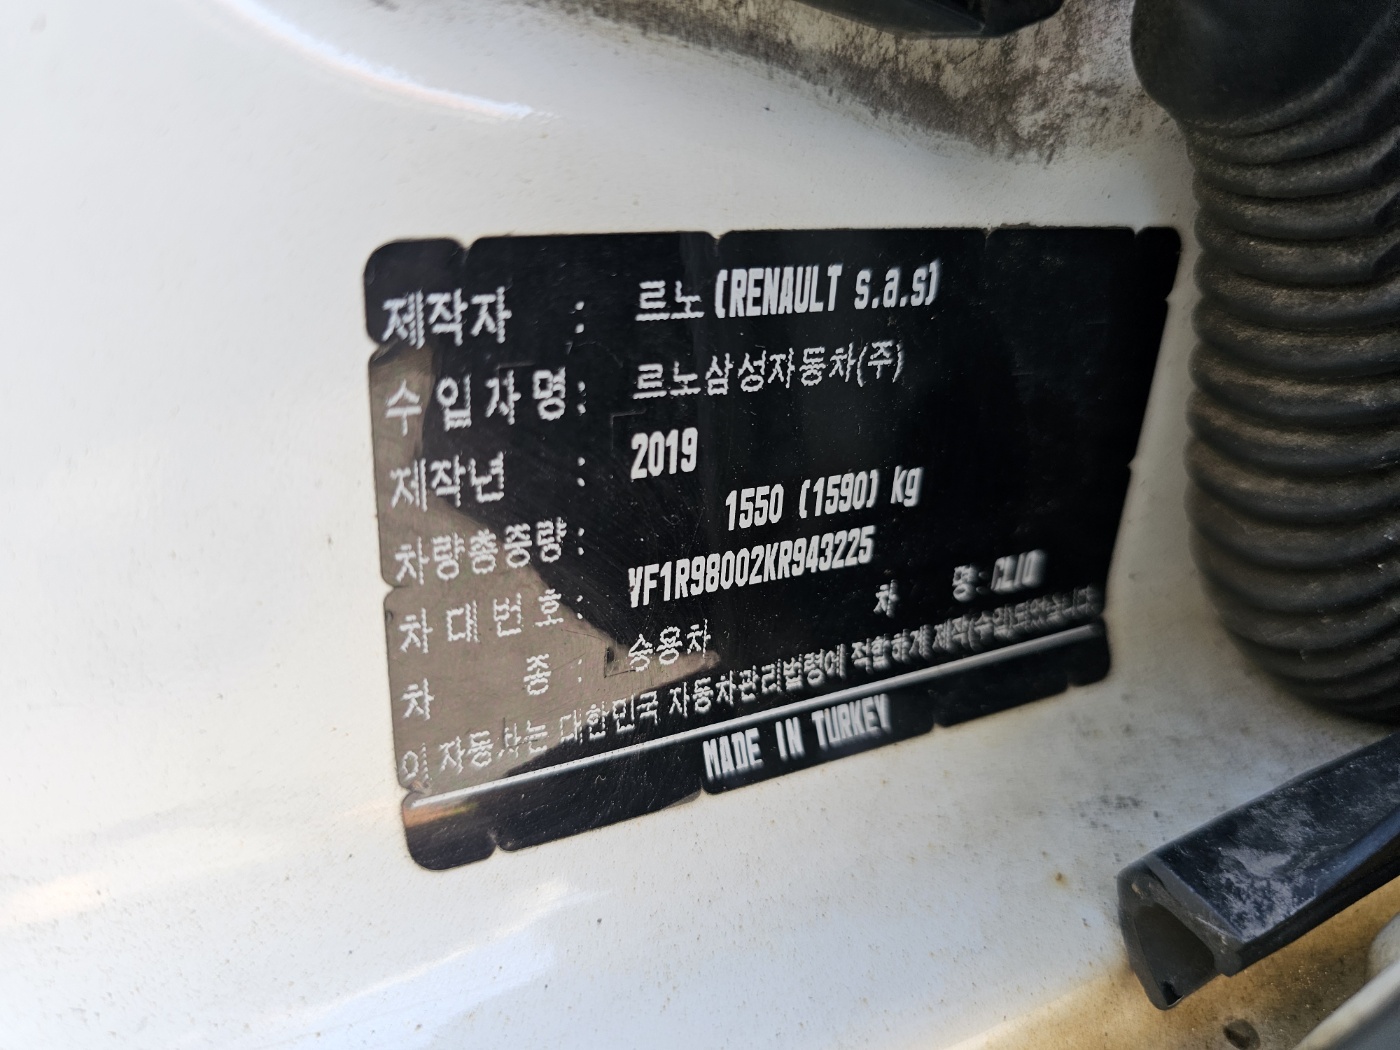 제작자 : 르노 (RENAULT s.a.s)
수입자명 : 르노삼성자동차(주)
제작년 : 2019
차량총중량 : 1550 (1590) kg
차대번호 : VF1R98002KR943225
차 종 : 승용차 차 명 : CLIO
이 자동차는 대한민국 자동차관리법령에 적합하게 제작(수입)되었습니다.
MADE IN TURKEY